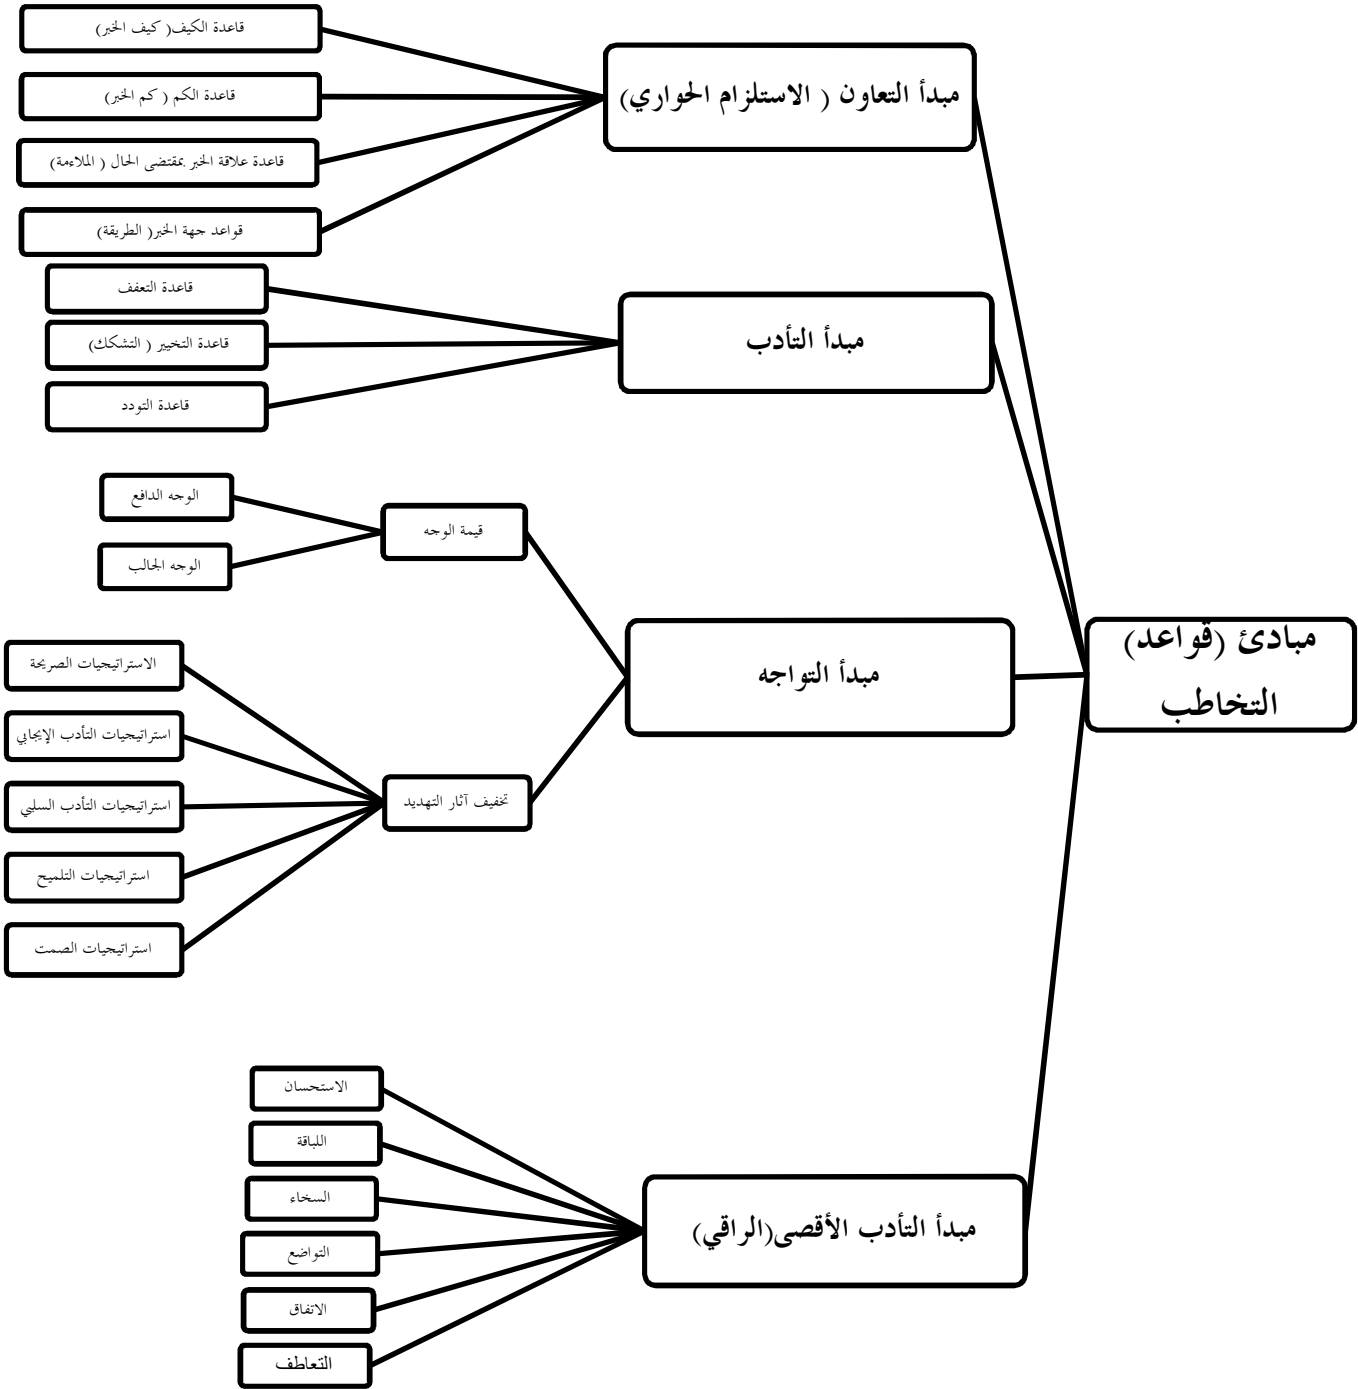 مبادئ (قواعد)
التخاطب
مبدأ التعاون ( الاستلزام الحواري)
قاعدة الكيف( كيف الخبر)
قاعدة الكم ( كم الخبر)
قاعدة علاقة الخبر بمقتضى الحال ( الملاءمة)
قواعد جهة الخبر( الطريقة)
مبدأ التأدب
قاعدة التعفف
قاعدة التخيير ( التشكك)
قاعدة التودد
مبدأ التواجه
قيمة الوجه
الوجه الدافع
الوجه الجالب
تخفيف آثار التهديد
الاستراتيجيات الصريحة
استراتيجيات التأدب الإيجابي
استراتيجيات التأدب السلبي
استراتيجيات التلميح
استراتيجيات الصمت
مبدأ التأدب الأقصى(الراقي)
الاستحسان
اللباقة
السخاء
التواضع
الاتفاق
التعاطف